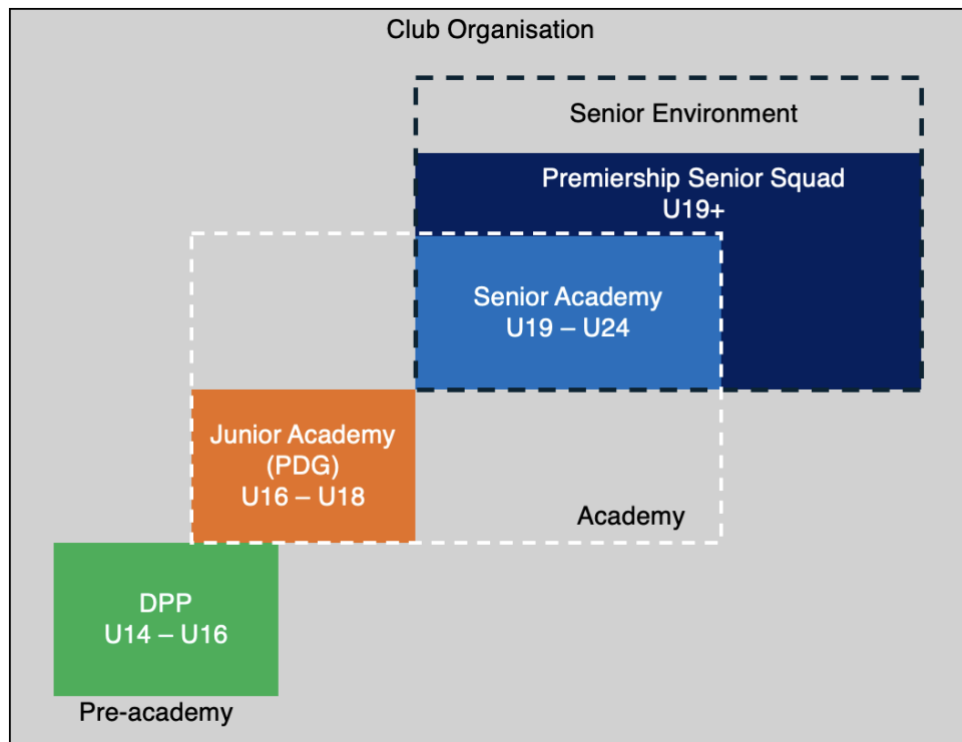 Club Organisation
Senior Environment
Premiership Senior Squad
U19+
Senior Academy
U19 – U24
Junior Academy
(PDG)
U16 – U18
Academy
DPP
U14 – U16
Pre-academy